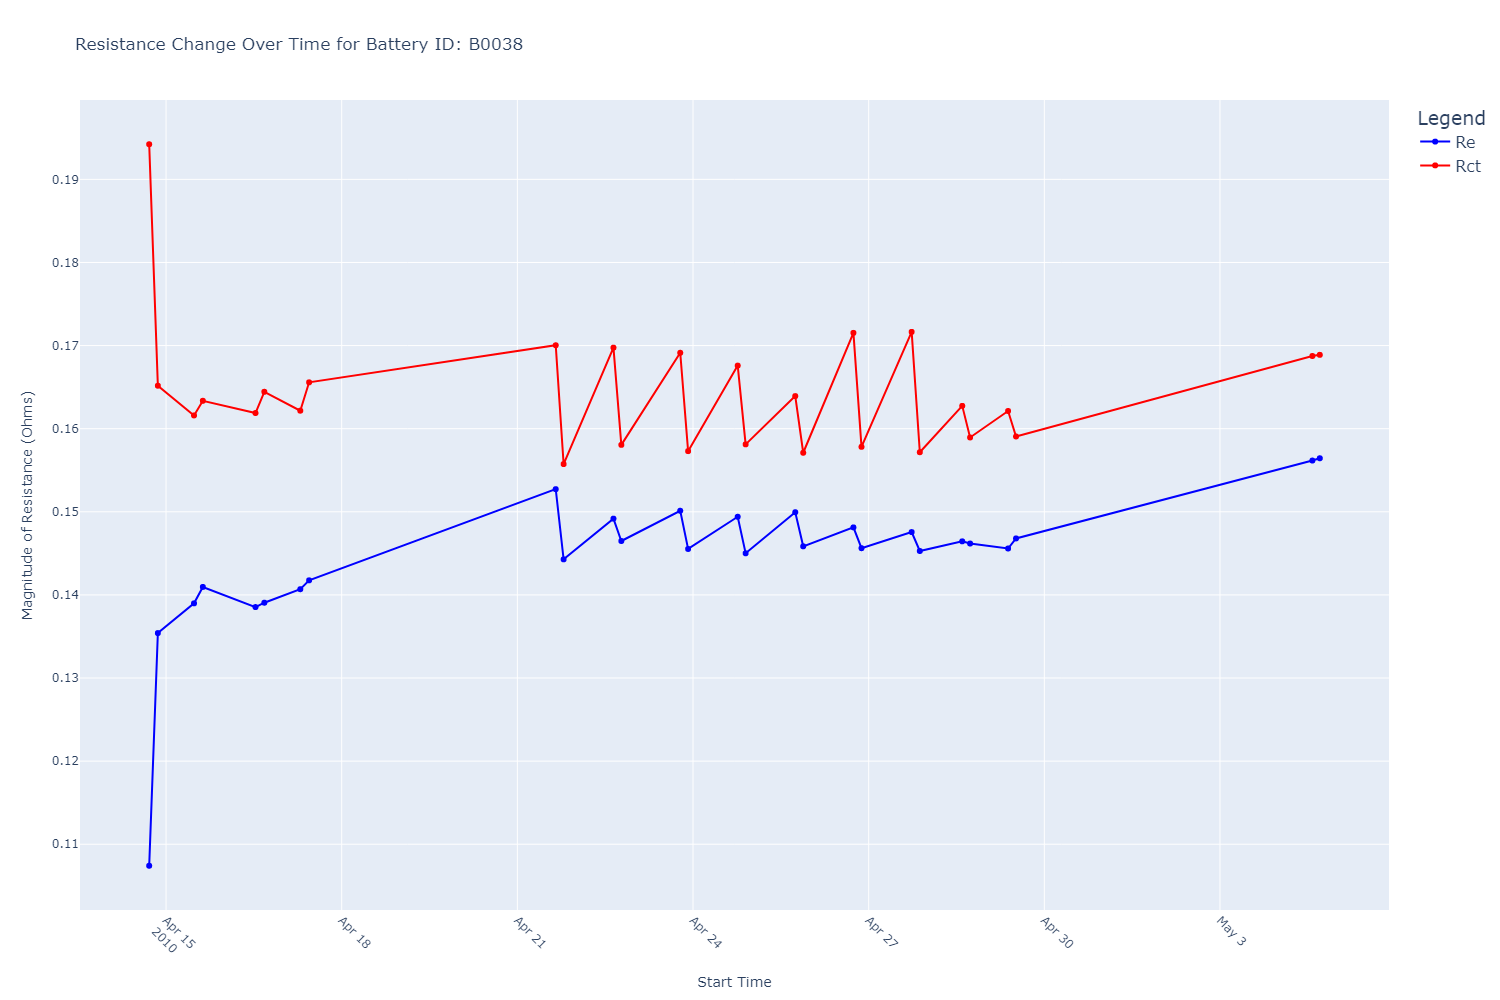 Resistance Change Over Time for Battery ID: B0038
Legend
Re
Rct
0.19
0.18
0.17
0.16
0.15
0.14
0.13
0.12
0.11
Magnitude of Resistance (Ohms)
Apr 15
2010
Apr 18
Apr 21
Apr 24
Apr 27
Apr 30
May 3
Start Time